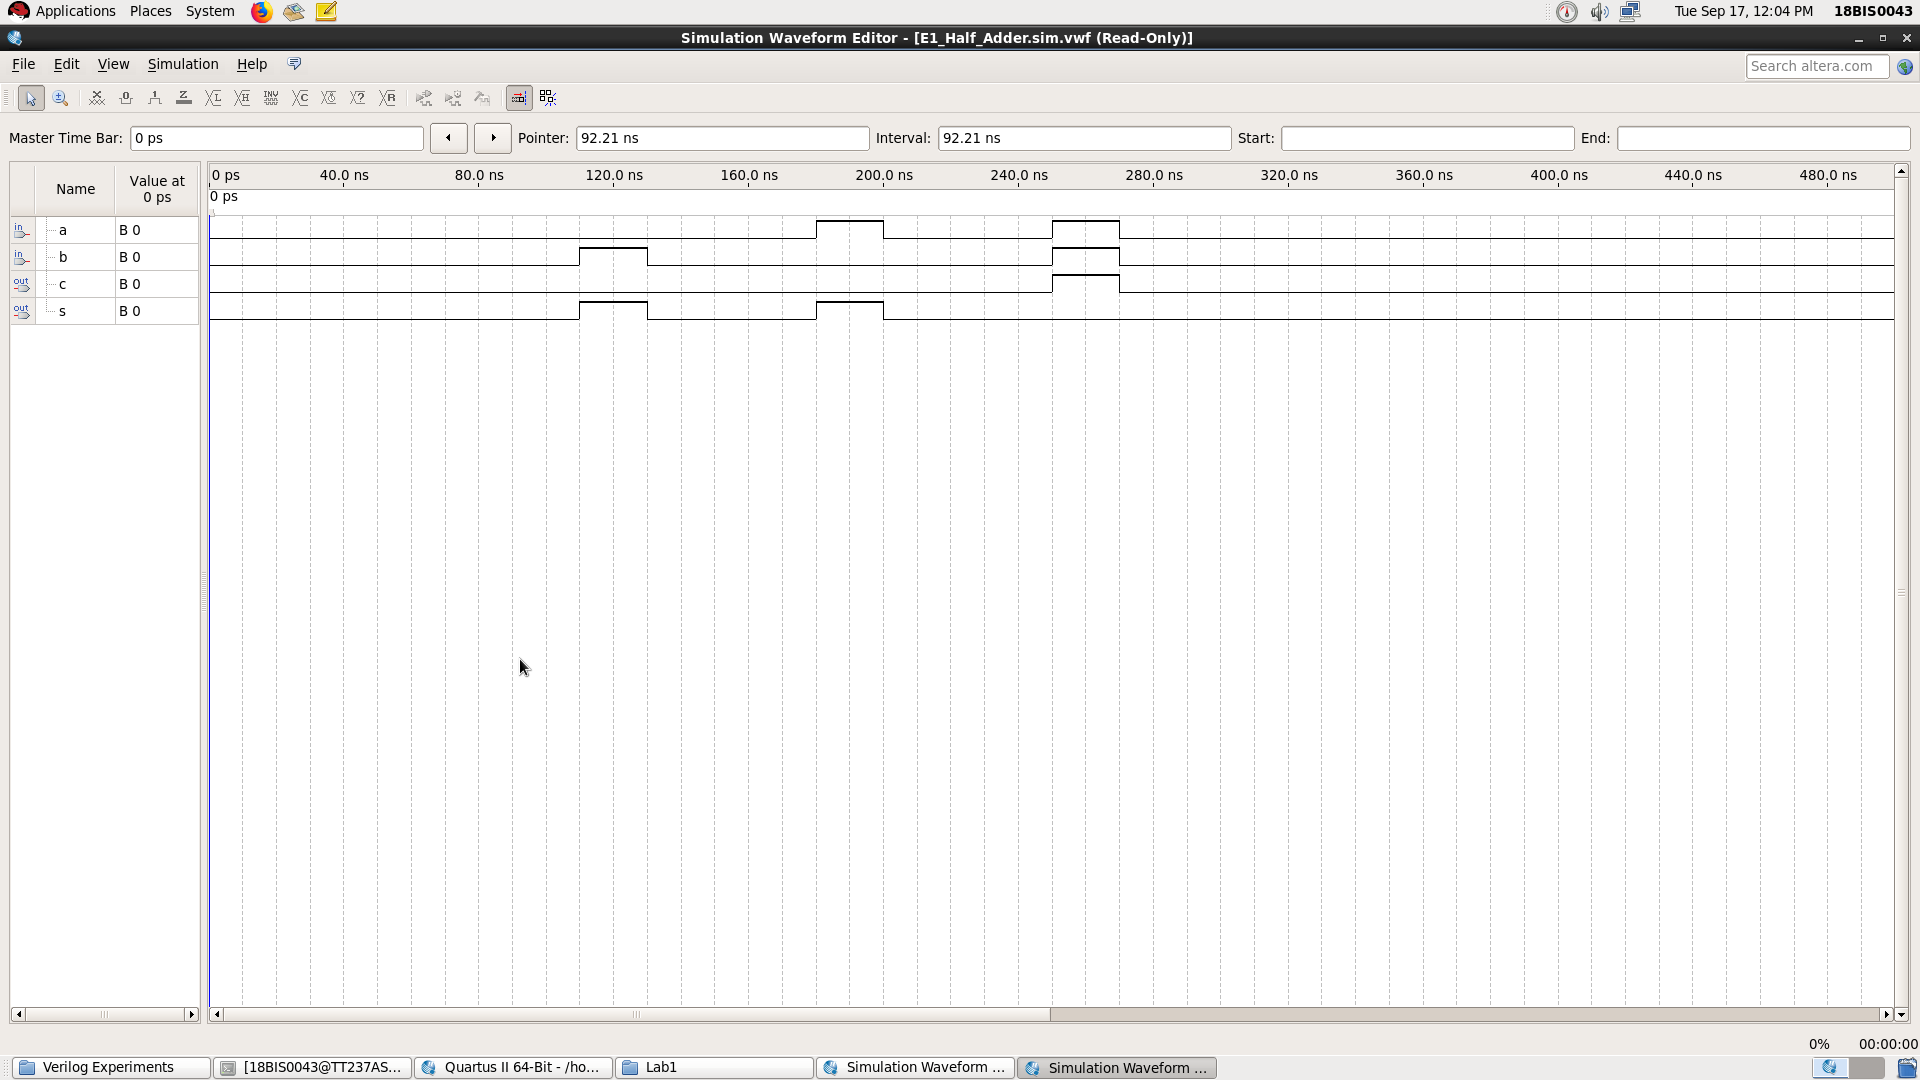 Applications Places System Tue Sep 17, 12:04 PM 18BIS0043
Simulation Waveform Editor - [E1_Half_Adder.sim.vwf (Read-Only)]
File Edit View Simulation Help Search altera.com
Master Time Bar: 0 ps Pointer: 92.21 ns Interval: 92.21 ns Start: End:
Name Value at 0 ps
0 ps 40.0 ns 80.0 ns 120.0 ns 160.0 ns 200.0 ns 240.0 ns 280.0 ns 320.0 ns 360.0 ns 400.0 ns 440.0 ns 480.0 ns
0 ps
in a B 0
in b B 0
out c B 0
out s B 0
0% 00:00:00
Verilog Experiments [18BIS0043@TT237AS... Quartus II 64-Bit - /ho... Lab1 Simulation Waveform ... Simulation Waveform ...